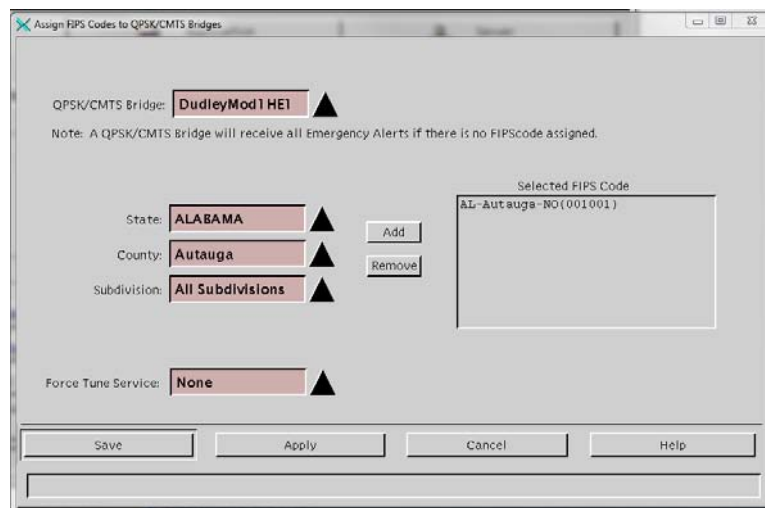 Assign FIPS Codes to QPSK/CMTS Bridges
QPSK/CMTS Bridge: DudleyMod1HE1
Note: A QPSK/CMTS Bridge will receive all Emergency Alerts if there is no FIPScode assigned.
Selected FIPS Code
AL-Autauga-NO(001001)
State: ALABAMA
Add
County: Autauga
Remove
Subdivision: All Subdivisions
Force Tune Service: None
Save Apply Cancel Help